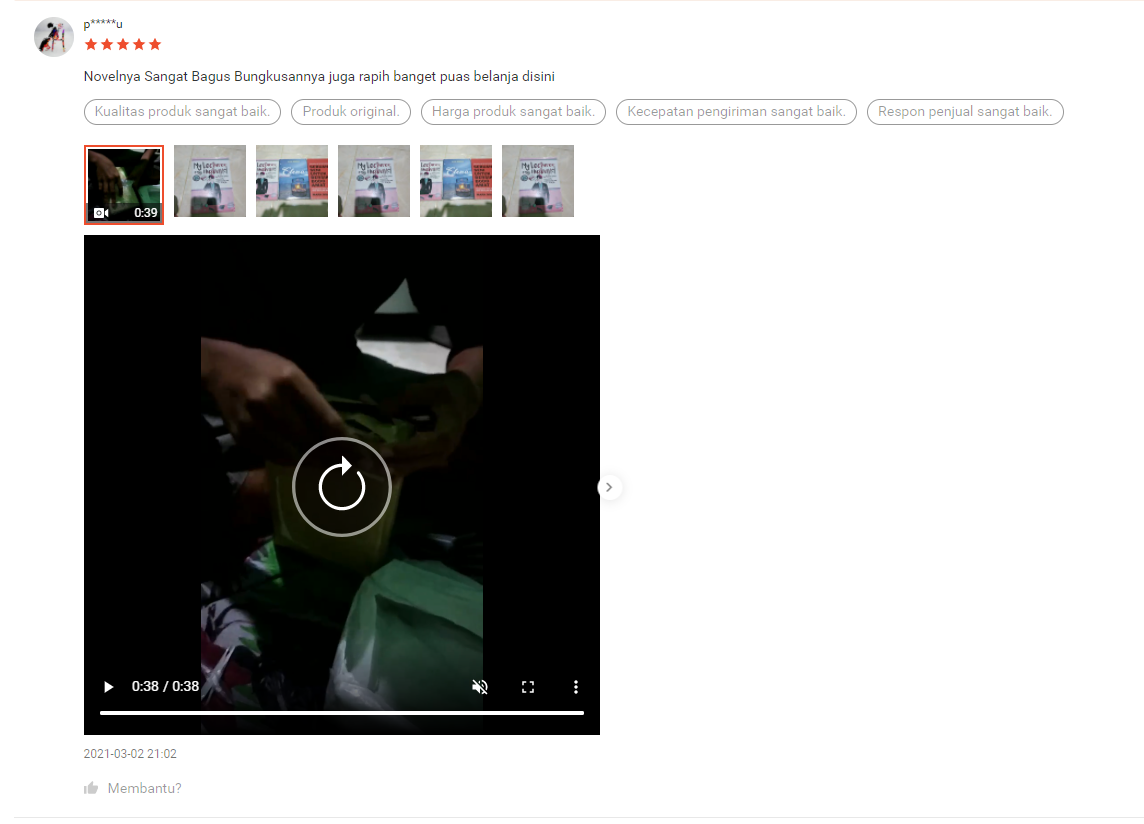 p*****u
Novelnya Sangat Bagus Bungkusannya juga rapih banget puas belanja disini
Kualitas produk sangat baik. Produk original. Harga produk sangat baik. Kecepatan pengiriman sangat baik. Respon penjual sangat baik.
0:39
0:38 / 0:38
2021-03-02 21:02
Membantu?